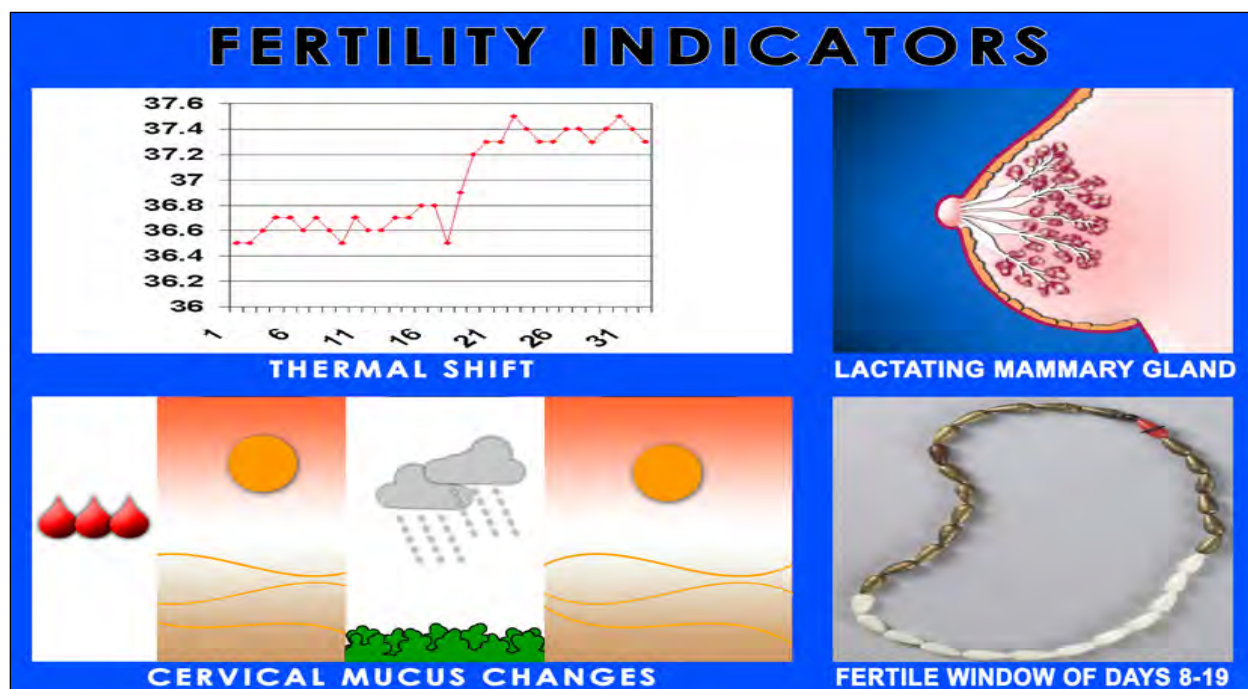 FERTILITY INDICATORS
37.6
37.4
37.2
37
36.8
36.6
36.4
36.2
36
1 6 11 16 21 26 31
THERMAL SHIFT
LACTATING MAMMARY GLAND
CERVICAL MUCUS CHANGES
FERTILE WINDOW OF DAYS 8-19